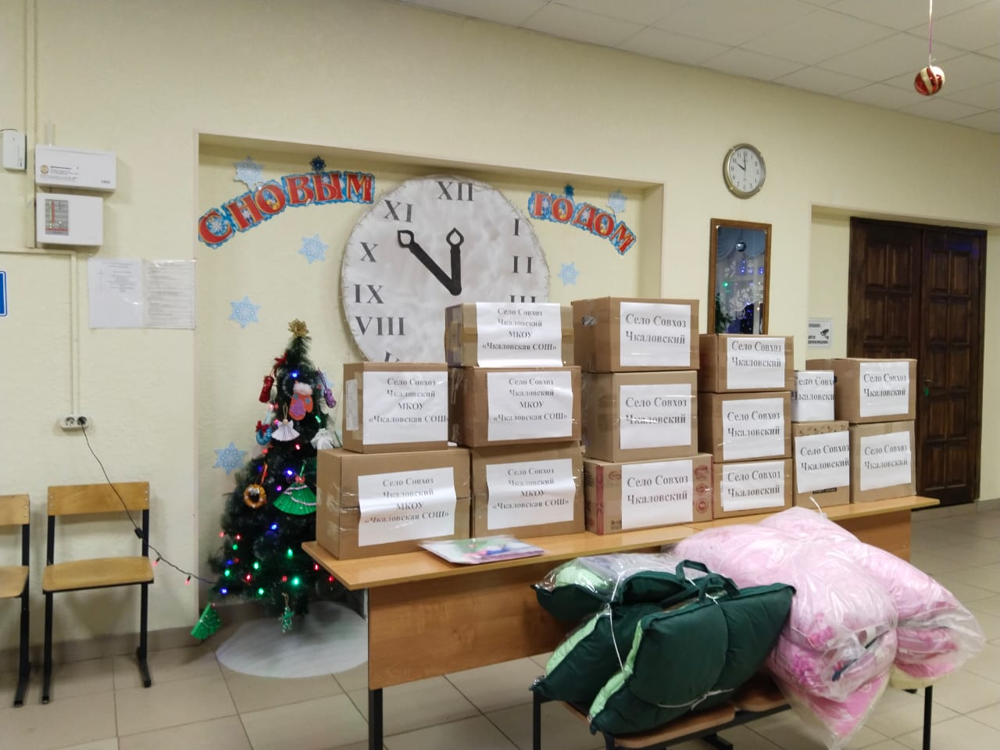 С НОВЫМ
ГОДОМ
XII
XI
I
X
II
IX
III
VIII
Село Совхоз
Чкаловский
МКОУ
«Чкаловская СОШ»
Село Совхоз
Чкаловский
Село Совхоз
Чкаловский
Село Совхоз
Чкаловский
МКОУ
«Чкаловская СОШ»
Село Совхоз
Чкаловский
МКОУ
«Чкаловская СОШ»
Село Совхоз
Чкаловский
Село Совхоз
Чкаловский
Село Совхоз
Чкаловский
Село Совхоз
Чкаловский
Село Совхоз
Чкаловский
МКОУ
«Чкаловская СОШ»
Село Совхоз
Чкаловский
МКОУ
«Чкаловская СОШ»
Село Совхоз
Чкаловский
Село Совхоз
Чкаловский
Село Совхоз
Чкаловский
Село Совхоз
Чкаловский